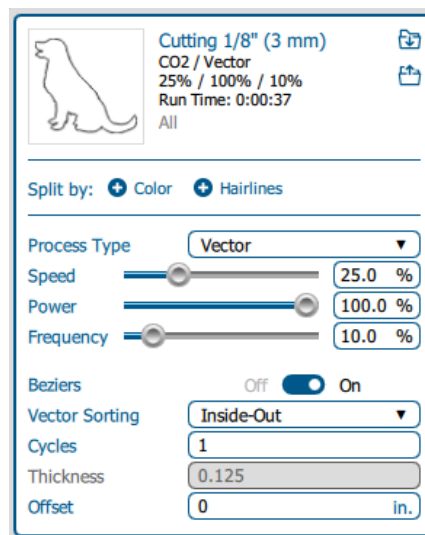 Cutting 1/8" (3 mm)
CO2 / Vector
25% / 100% / 10%
Run Time: 0:00:37
All
Split by: Color Hairlines
Process Type Vector
Speed 25.0 %
Power 100.0 %
Frequency 10.0 %
Beziers Off On
Vector Sorting Inside-Out
Cycles 1
Thickness 0.125
Offset 0 in.